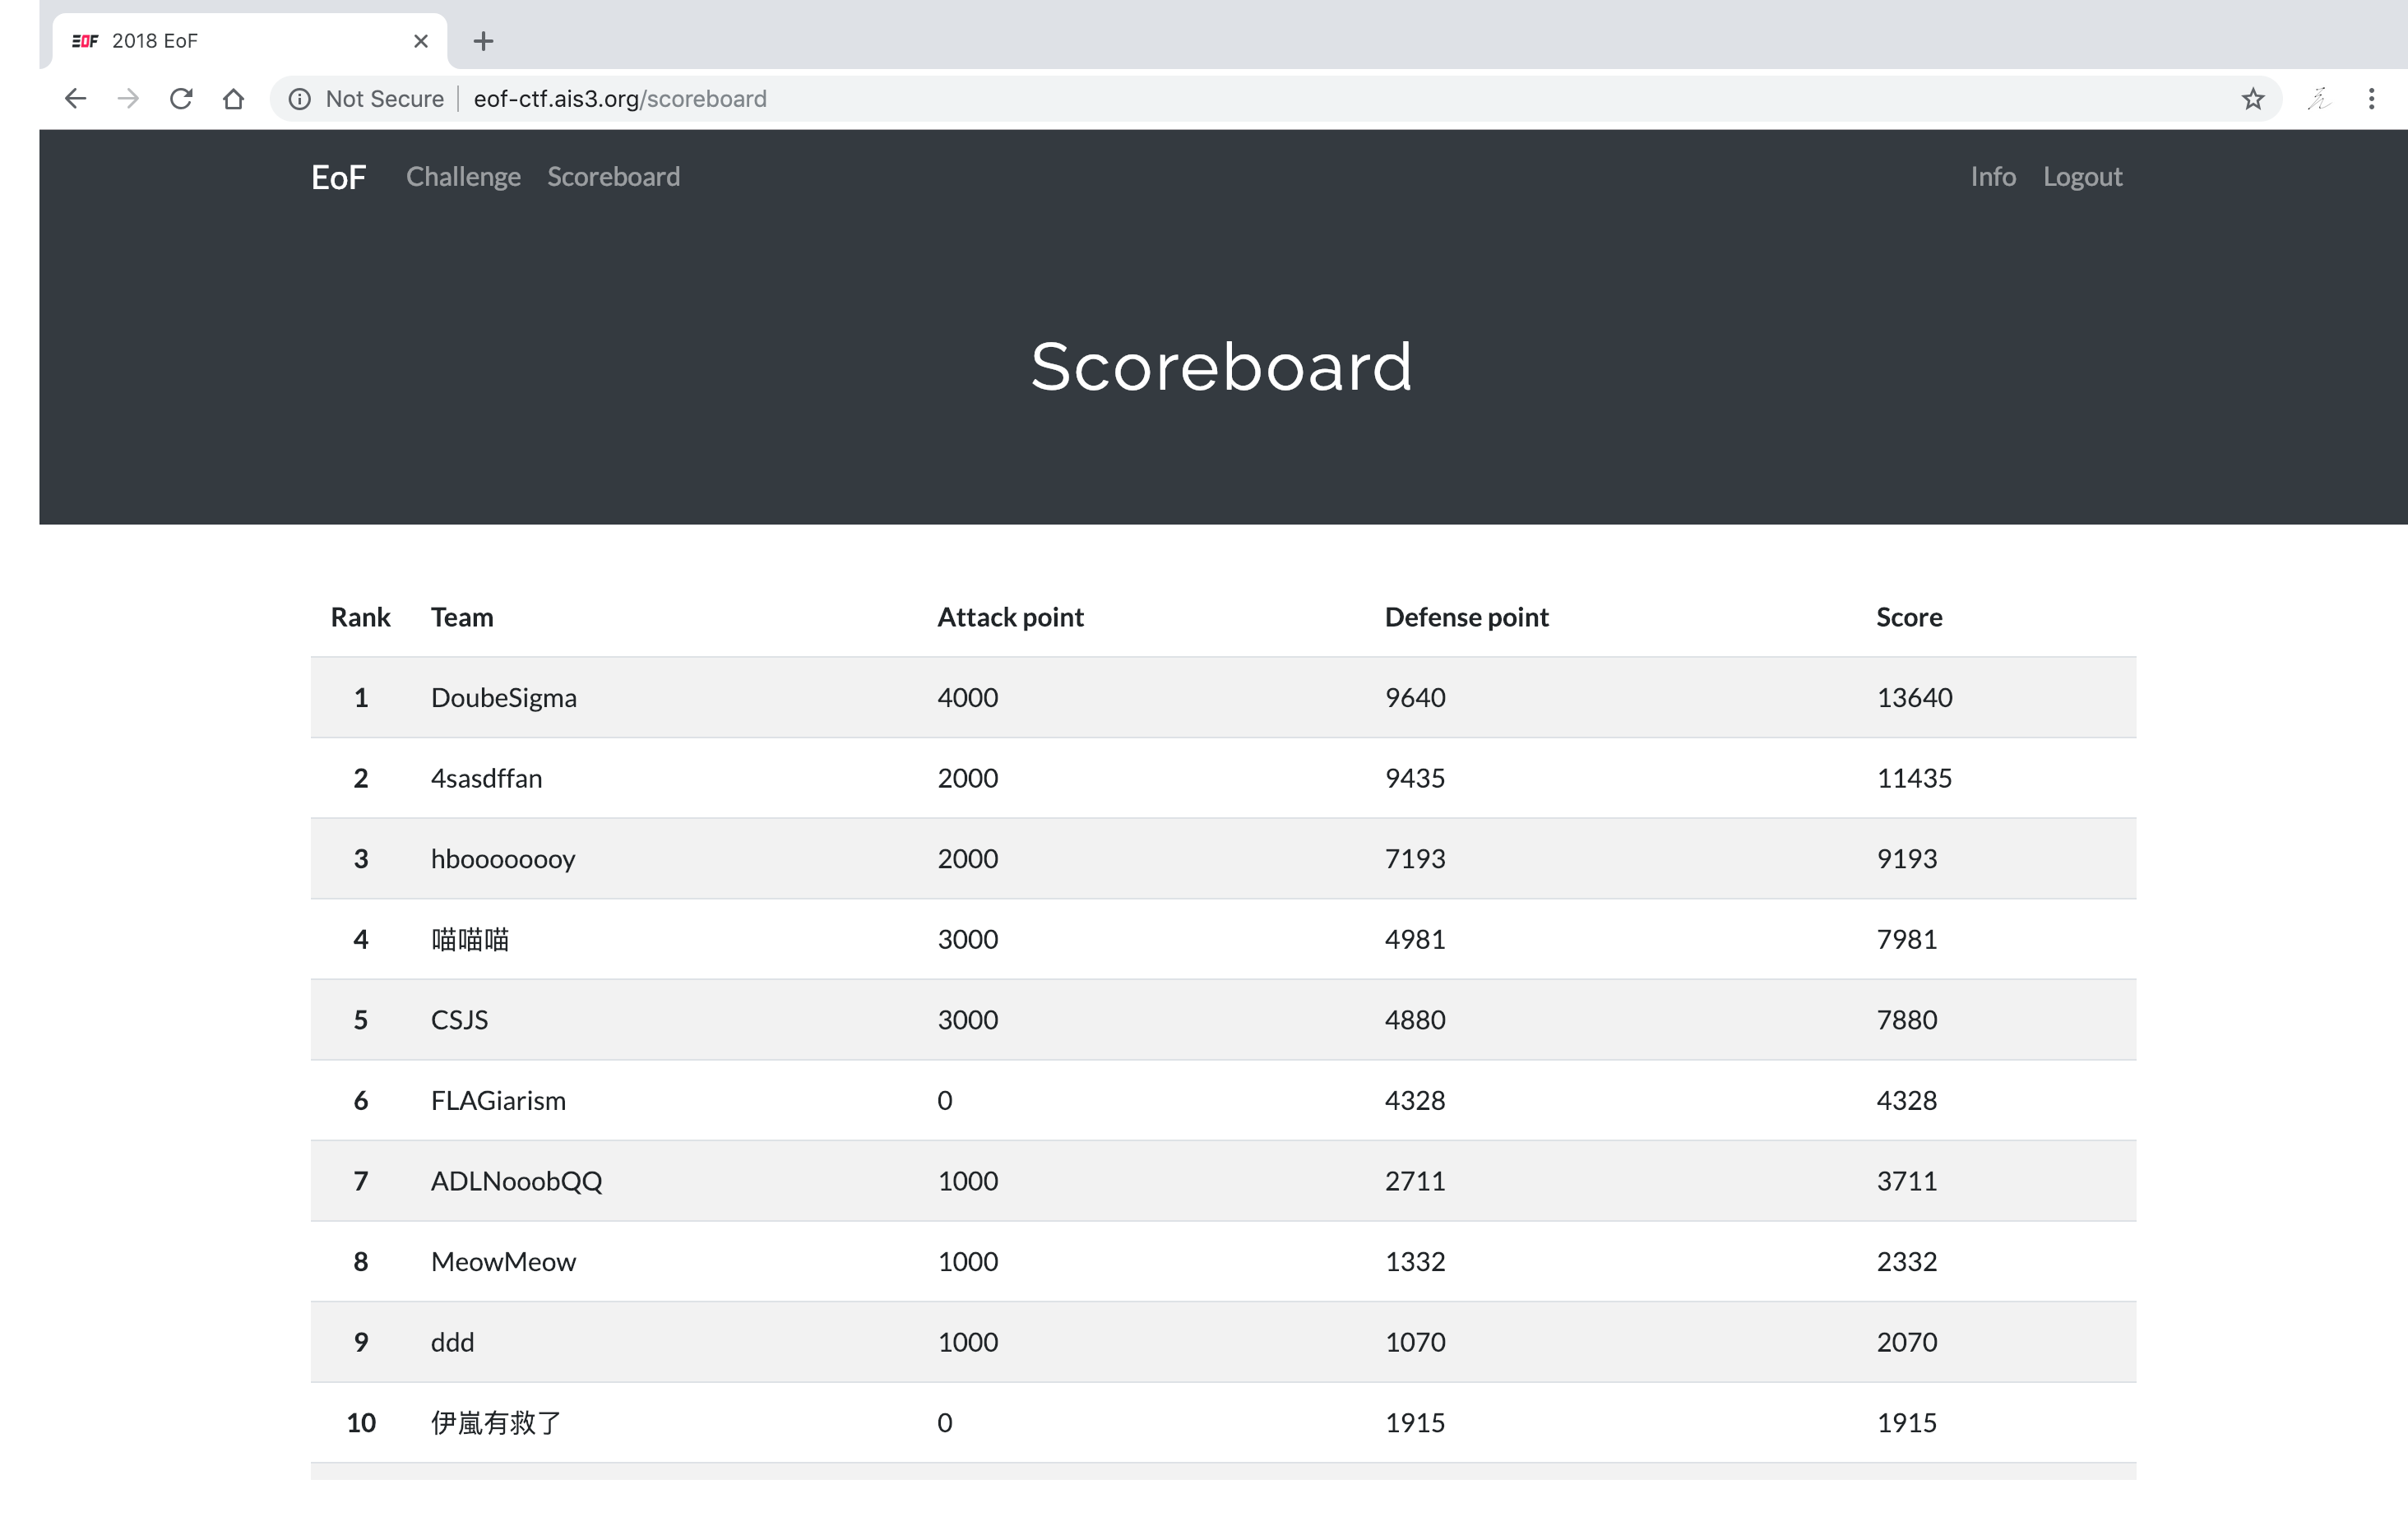 EOF 2018 EoF
Not Secure eof-ctf.ais3.org/scoreboard
EoF Challenge Scoreboard Info Logout
Scoreboard
Rank Team Attack point Defense point Score
1 DoubeSigma 4000 9640 13640
2 4sasdffan 2000 9435 11435
3 hboooooooy 2000 7193 9193
4 喵喵喵 3000 4981 7981
5 CSJS 3000 4880 7880
6 FLAGiarism 0 4328 4328
7 ADLNooobQQ 1000 2711 3711
8 MeowMeow 1000 1332 2332
9 ddd 1000 1070 2070
10 伊嵐有救了 0 1915 1915